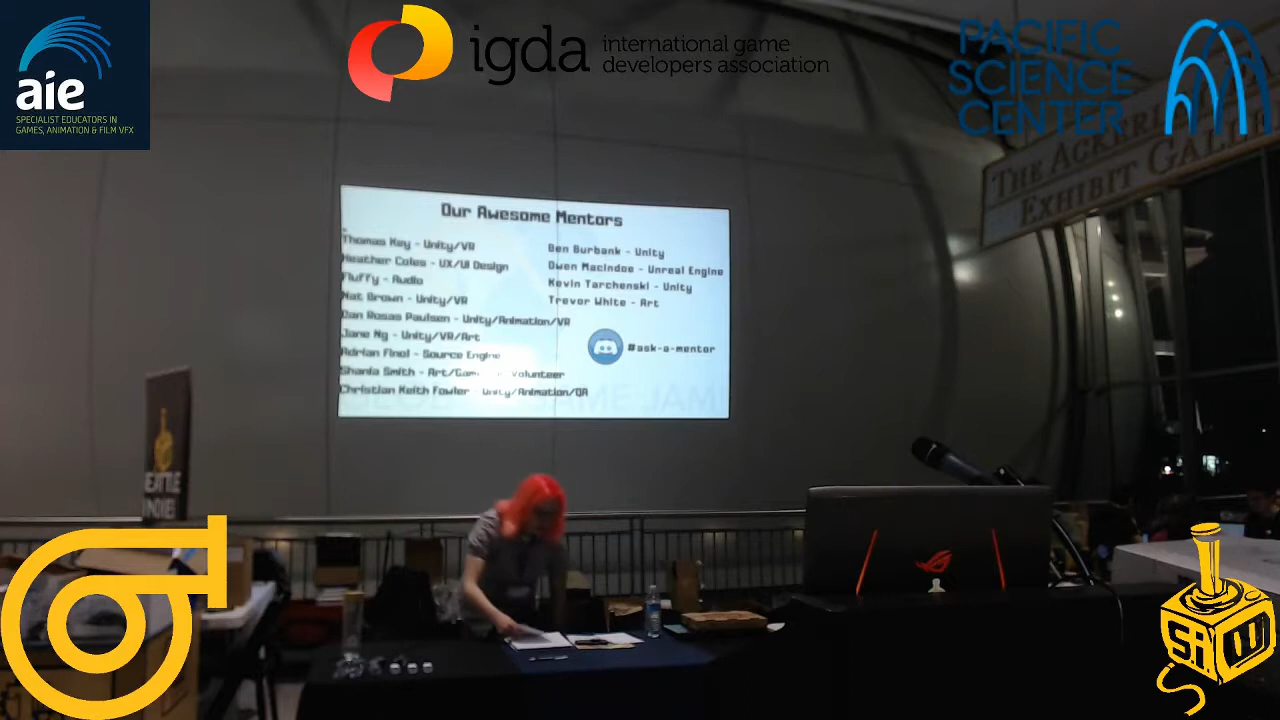 aie
SPECIALIST EDUCATORS IN
GAMES, ANIMATION & FILM VFX
igda
international game
developers association
PACIFIC
SCIENCE
CENTER
THE
EXHIBIT
Our Awesome Mentors
Thomas Key - Unity/VR
Heather Coles - UX/UI Design
Fluffy - Audio
Nat Brown - Unity/VR
Dan Rosas Paulsen - Unity/Animation/VR
Jane Ng - Unity/VR/Art
Adrian Finol - Source Engine
Shania Smith - Art/ Volunteer
Christian Keith Fowler - Unity/Animation/QA
Ben Burbank - Unity
Owen Macindoe - Unreal Engine
Kevin Tarchenski - Unity
Trevor White - Art
#ask-a-mentor
GAME JAM
S.I.W